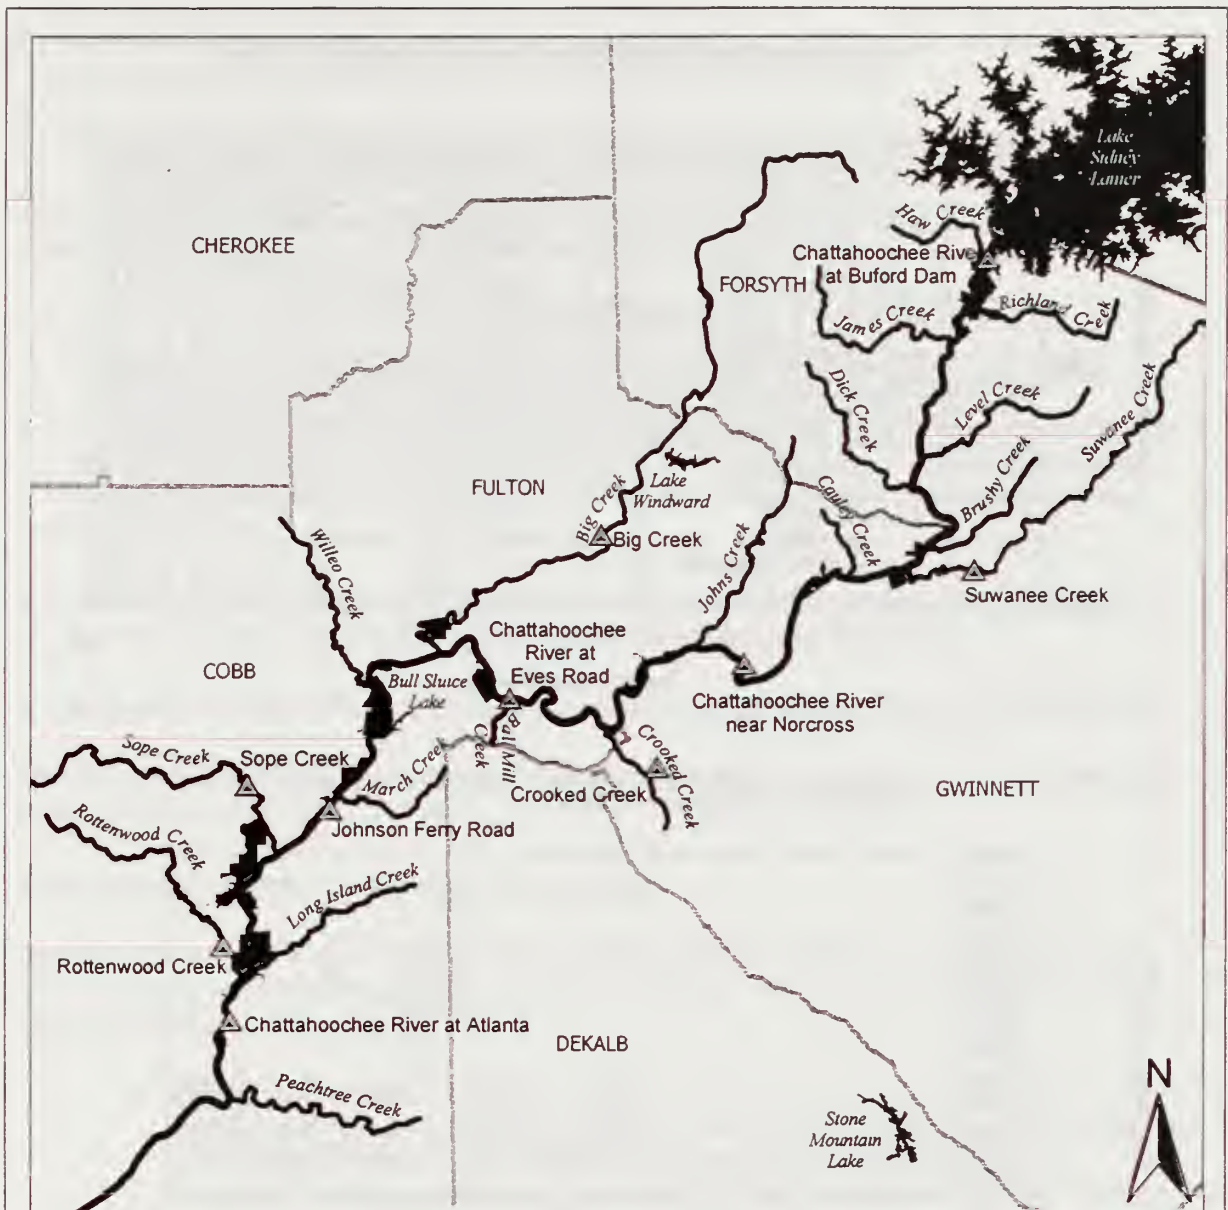 Lake
Sidney
Lanier
Haw Creek
CHEROKEE
Chattahoochee Rive
at Buford Dam
FORSYTH
Richland Creek
James Creek
Dick Creek
Level Creek
Suwanee Creek
Brushy Creek
FULTON
Lake
Windward
Big Creek
Cauley Creek
Big Creek
Willeo Creek
Johns Creek
Suwanee Creek
Chattahoochee
River at
Eves Road
COBB
Bull Sluice
Lake
Chattahoochee River
near Norcross
Ball Mill
Creek
Crooked Creek
Sope Creek
Sope Creek
March Creek
Crooked Creek
GWINNETT
Rottenwood Creek
Johnson Ferry Road
Long Island Creek
Rottenwood Creek
Chattahoochee River at Atlanta
DEKALB
Peachtree Creek
N
Stone
Mountain
Lake